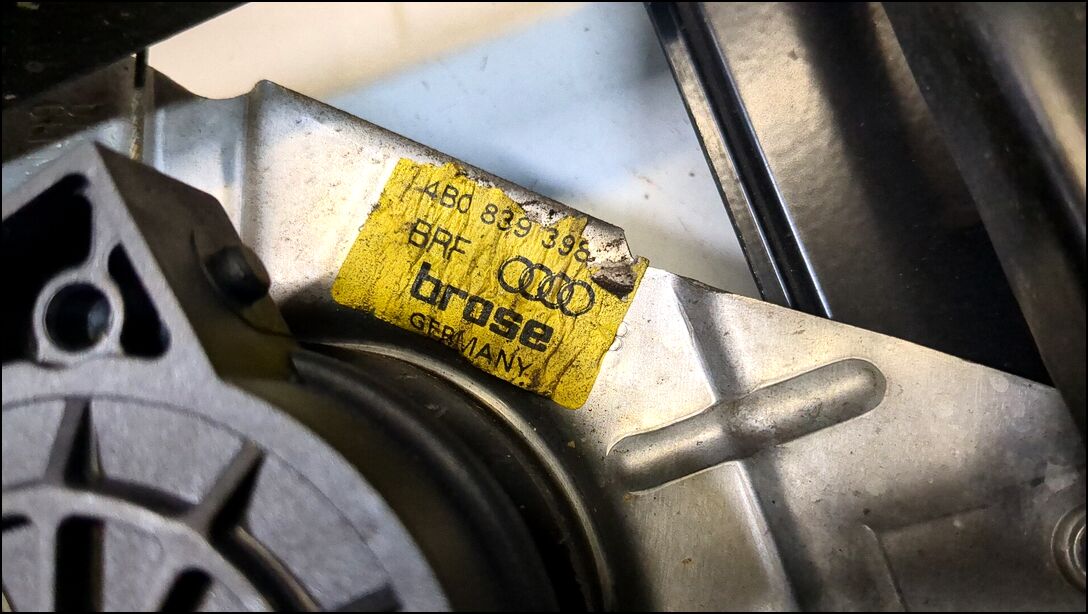 4B0 839 398
BRF
brose
GERMANY